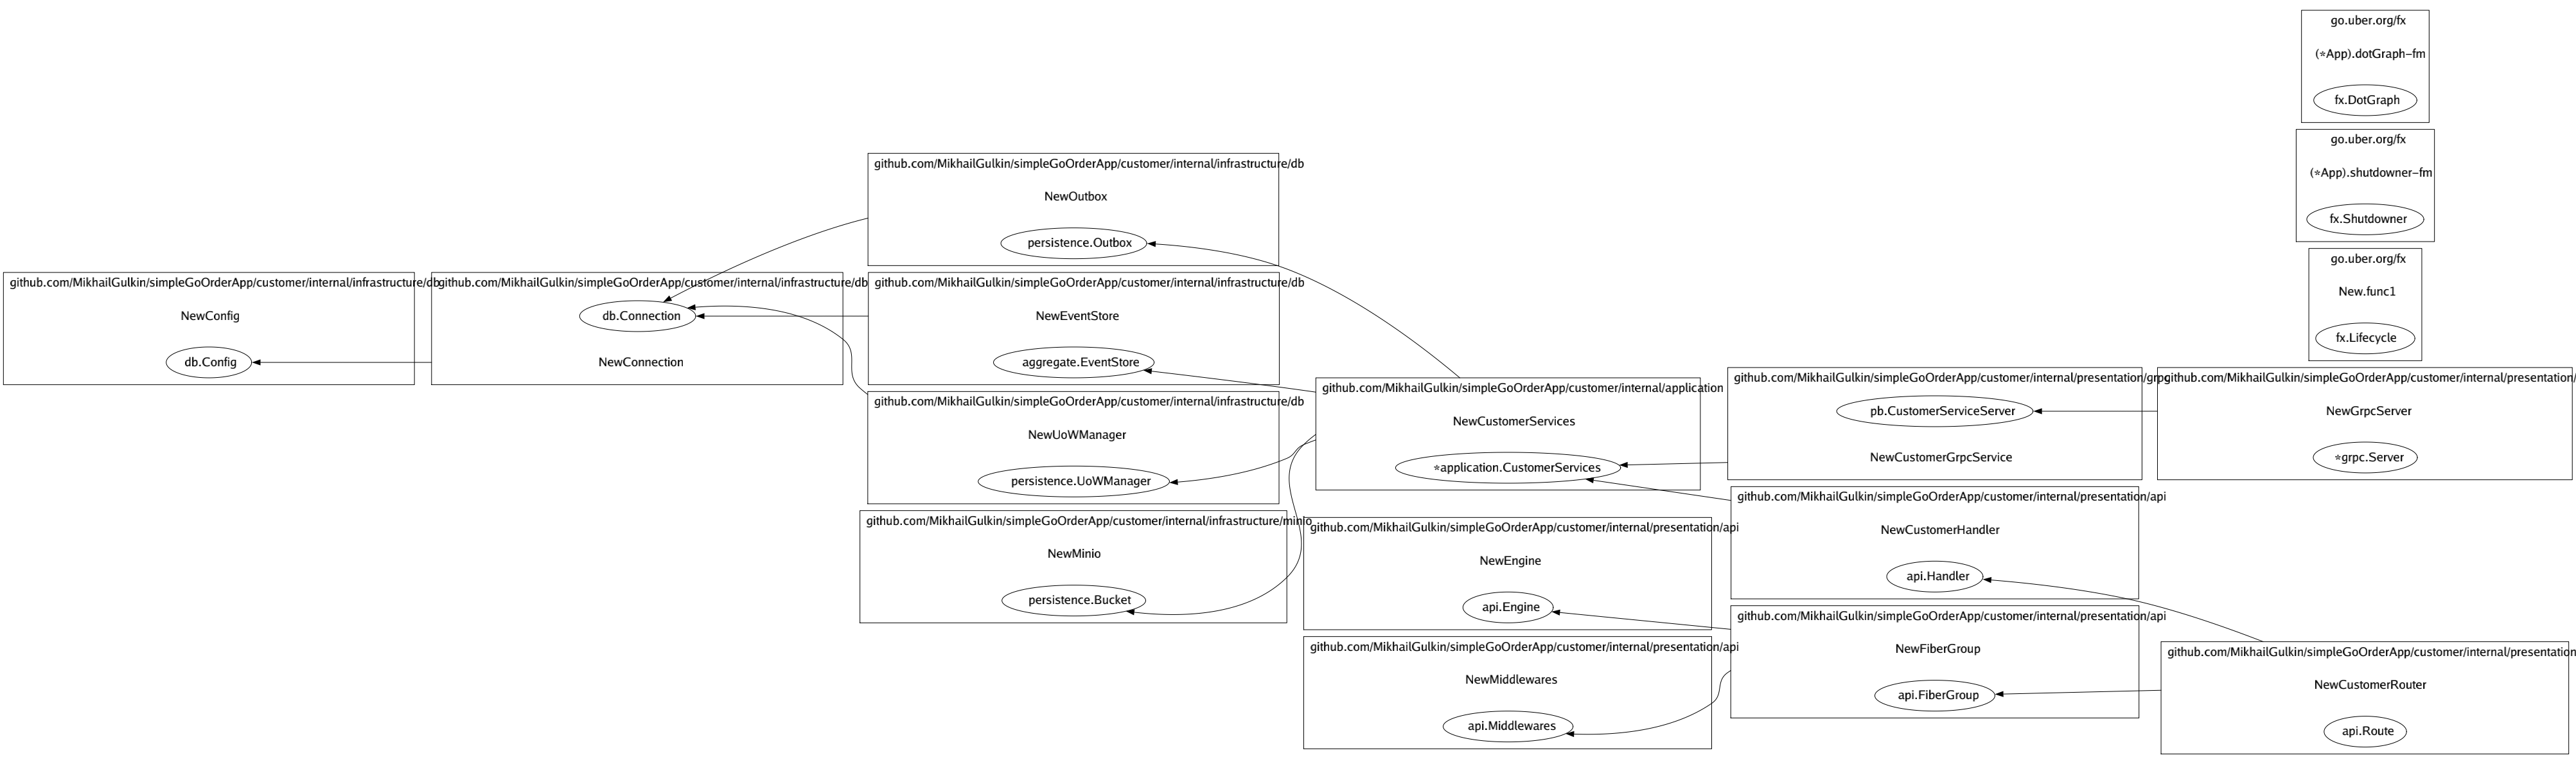 go.uber.org/fx
(*App).dotGraph-fm
fx.DotGraph
go.uber.org/fx
(*App).shutdowner-fm
fx.Shutdowner
go.uber.org/fx
New.func1
fx.Lifecycle
github.com/MikhailGulkin/simpleGoOrderApp/customer/internal/infrastructure/db
NewConfig
db.Config
github.com/MikhailGulkin/simpleGoOrderApp/customer/internal/infrastructure/db
db.Connection
NewConnection
github.com/MikhailGulkin/simpleGoOrderApp/customer/internal/infrastructure/db
NewOutbox
persistence.Outbox
github.com/MikhailGulkin/simpleGoOrderApp/customer/internal/infrastructure/db
NewEventStore
aggregate.EventStore
github.com/MikhailGulkin/simpleGoOrderApp/customer/internal/infrastructure/db
NewUoWManager
persistence.UoWManager
github.com/MikhailGulkin/simpleGoOrderApp/customer/internal/infrastructure/minio
NewMinio
persistence.Bucket
github.com/MikhailGulkin/simpleGoOrderApp/customer/internal/application
NewCustomerServices
*application.CustomerServices
github.com/MikhailGulkin/simpleGoOrderApp/customer/internal/presentation/api
NewEngine
api.Engine
github.com/MikhailGulkin/simpleGoOrderApp/customer/internal/presentation/api
NewMiddlewares
api.Middlewares
github.com/MikhailGulkin/simpleGoOrderApp/customer/internal/presentation/grpc
pb.CustomerServiceServer
NewCustomerGrpcService
github.com/MikhailGulkin/simpleGoOrderApp/customer/internal/presentation/api
NewCustomerHandler
api.Handler
github.com/MikhailGulkin/simpleGoOrderApp/customer/internal/presentation/api
NewFiberGroup
api.FiberGroup
github.com/MikhailGulkin/simpleGoOrderApp/customer/internal/presentation/
NewGrpcServer
*grpc.Server
github.com/MikhailGulkin/simpleGoOrderApp/customer/internal/presentation
NewCustomerRouter
api.Route